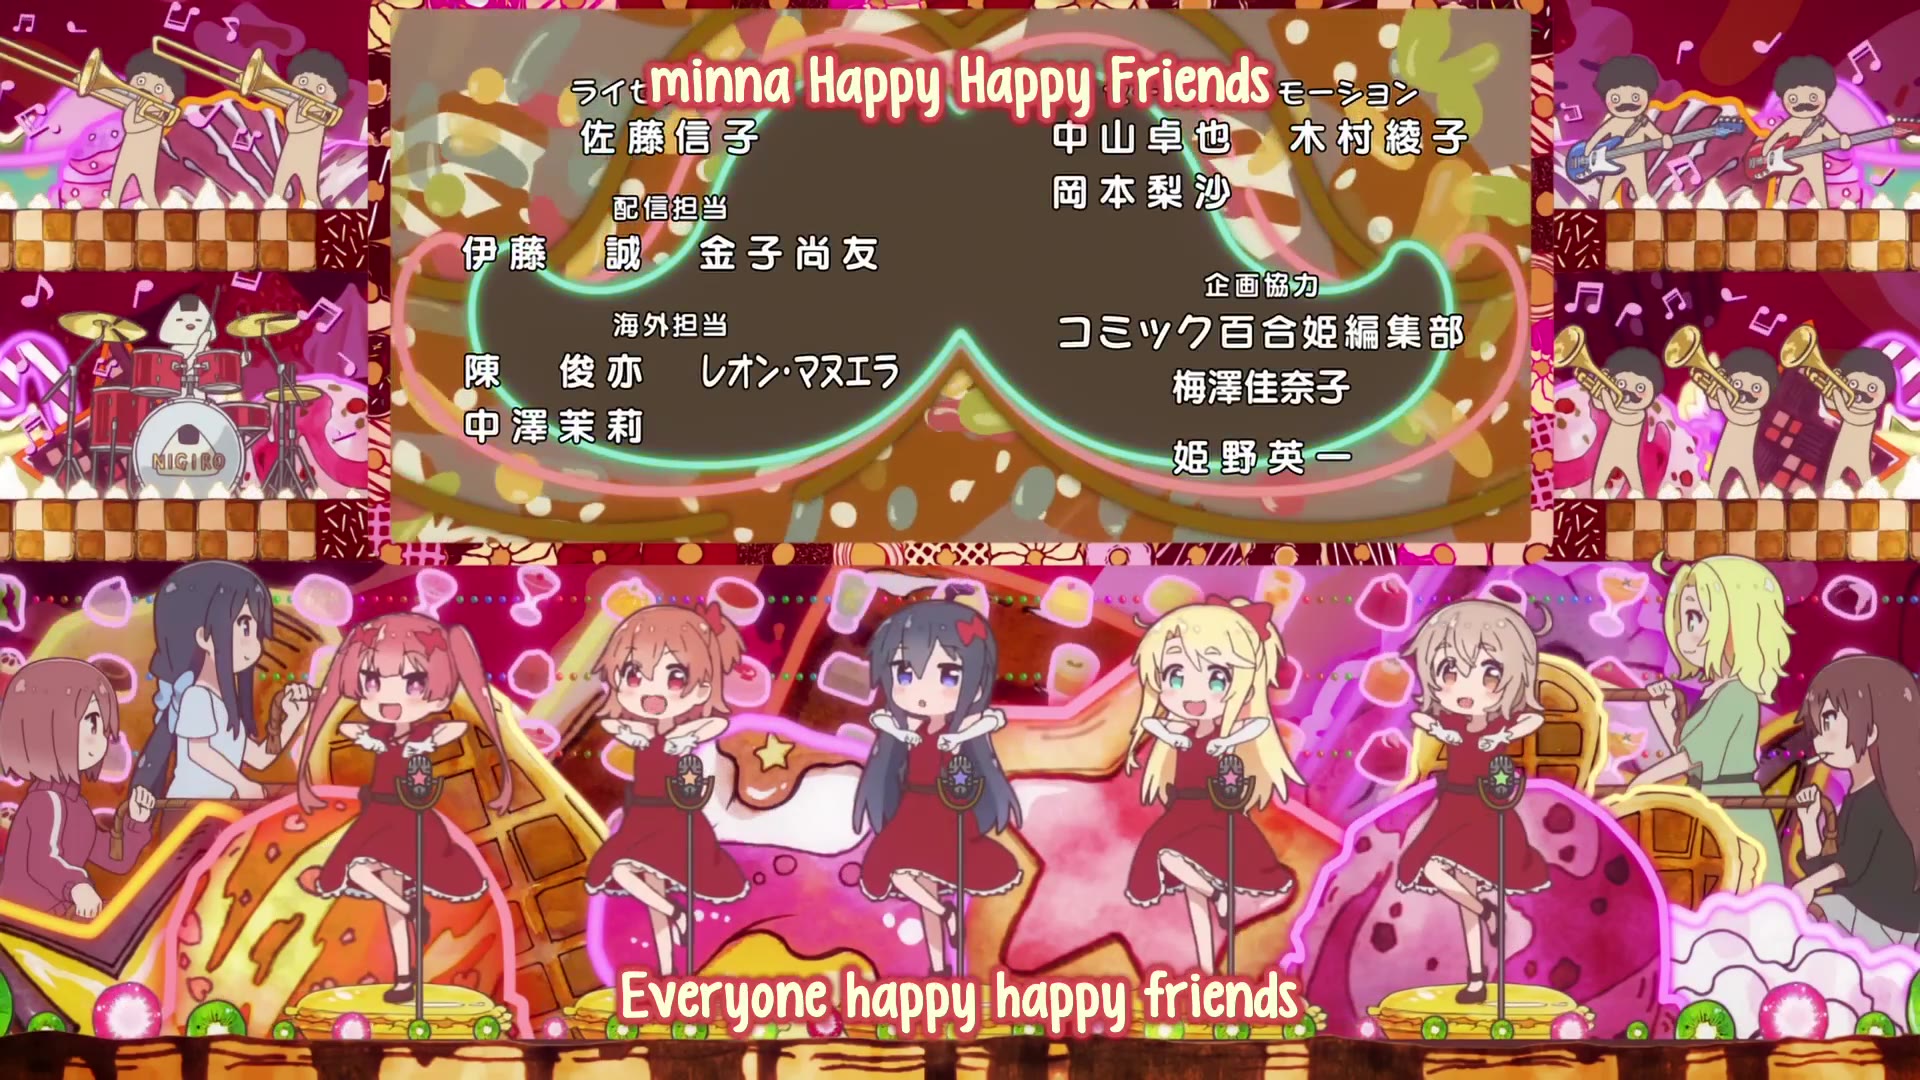 minna Happy Happy Friends
ライセ
佐藤信子
配信担当
伊藤　誠　金子尚友
海外担当
陳　俊亦　レオン・マヌエラ
中澤茉莉
モーション
中山卓也　木村綾子
岡本梨沙
企画協力
コミック百合姫編集部
梅澤佳奈子
姫野英一
NIGIRO
Everyone happy happy friends